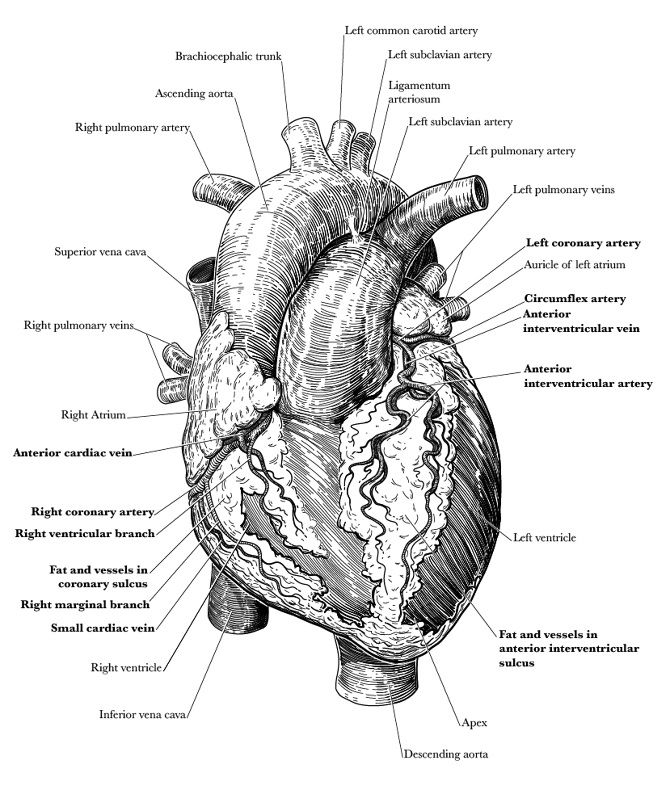 Left common carotid artery
Brachiocephalic trunk
Left subclavian artery
Ascending aorta
Ligamentum
arteriosum
Right pulmonary artery
Left subclavian artery
Left pulmonary artery
Left pulmonary veins
Superior vena cava
Left coronary artery
Auricle of left atrium
Circumflex artery
Anterior
interventricular vein
Right pulmonary veins
Anterior
interventricular artery
Right Atrium
Anterior cardiac vein
Right coronary artery
Right ventricular branch
Left ventricle
Fat and vessels in
coronary sulcus
Right marginal branch
Small cardiac vein
Fat and vessels in
anterior interventricular
sulcus
Right ventricle
Inferior vena cava
Apex
Descending aorta